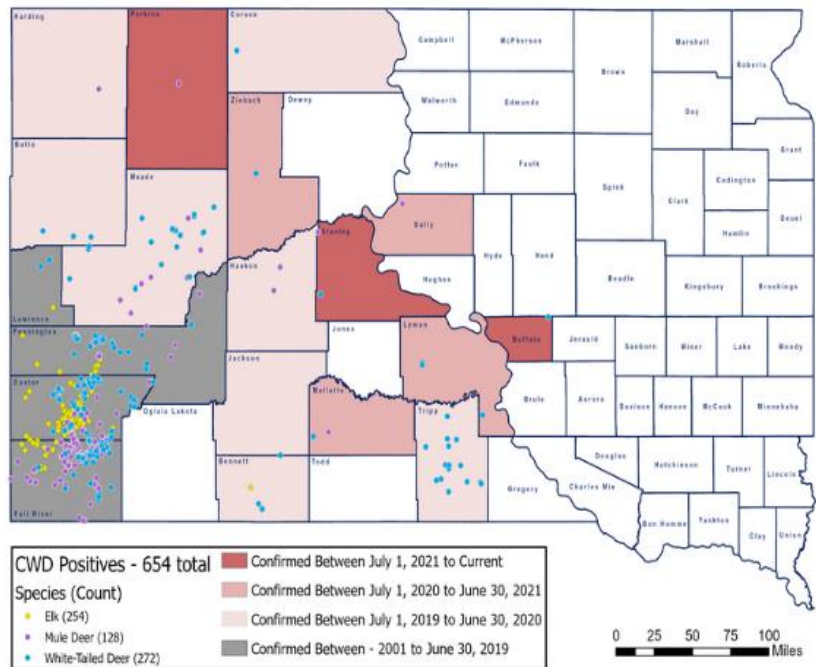 Harding
Perkins
Corson
Campbell
McPherson
Brown
Marshall
Roberts
Ziebach
Dewey
Walworth
Edmunds
Day
Butte
Meade
Potter
Faulk
Grant
Codington
Spink
Clark
Deuel
Hamlin
Sully
Stanley
Haakon
Hyde
Hand
Hughes
Beadle
Kingsbury
Brookings
Lawrence
Pennington
Jones
Lyman
Buffalo
Jerauld
Sanborn
Miner
Lake
Moody
Custer
Jackson
Oglala Lakota
Mellette
Tripp
Brule
Aurora
Davison
Hanson
McCook
Minnehaha
Bennett
Todd
Gregory
Douglas
Charles Mix
Hutchinson
Turner
Lincoln
Fall River
Bon Homme
Yankton
Clay
Union
CWD Positives - 654 total
Species (Count)
Elk (254)
Mule Deer (128)
White-Tailed Deer (272)
Confirmed Between July 1, 2021 to Current
Confirmed Between July 1, 2020 to June 30, 2021
Confirmed Between July 1, 2019 to June 30, 2020
Confirmed Between - 2001 to June 30, 2019
0 25 50 75 100
Miles